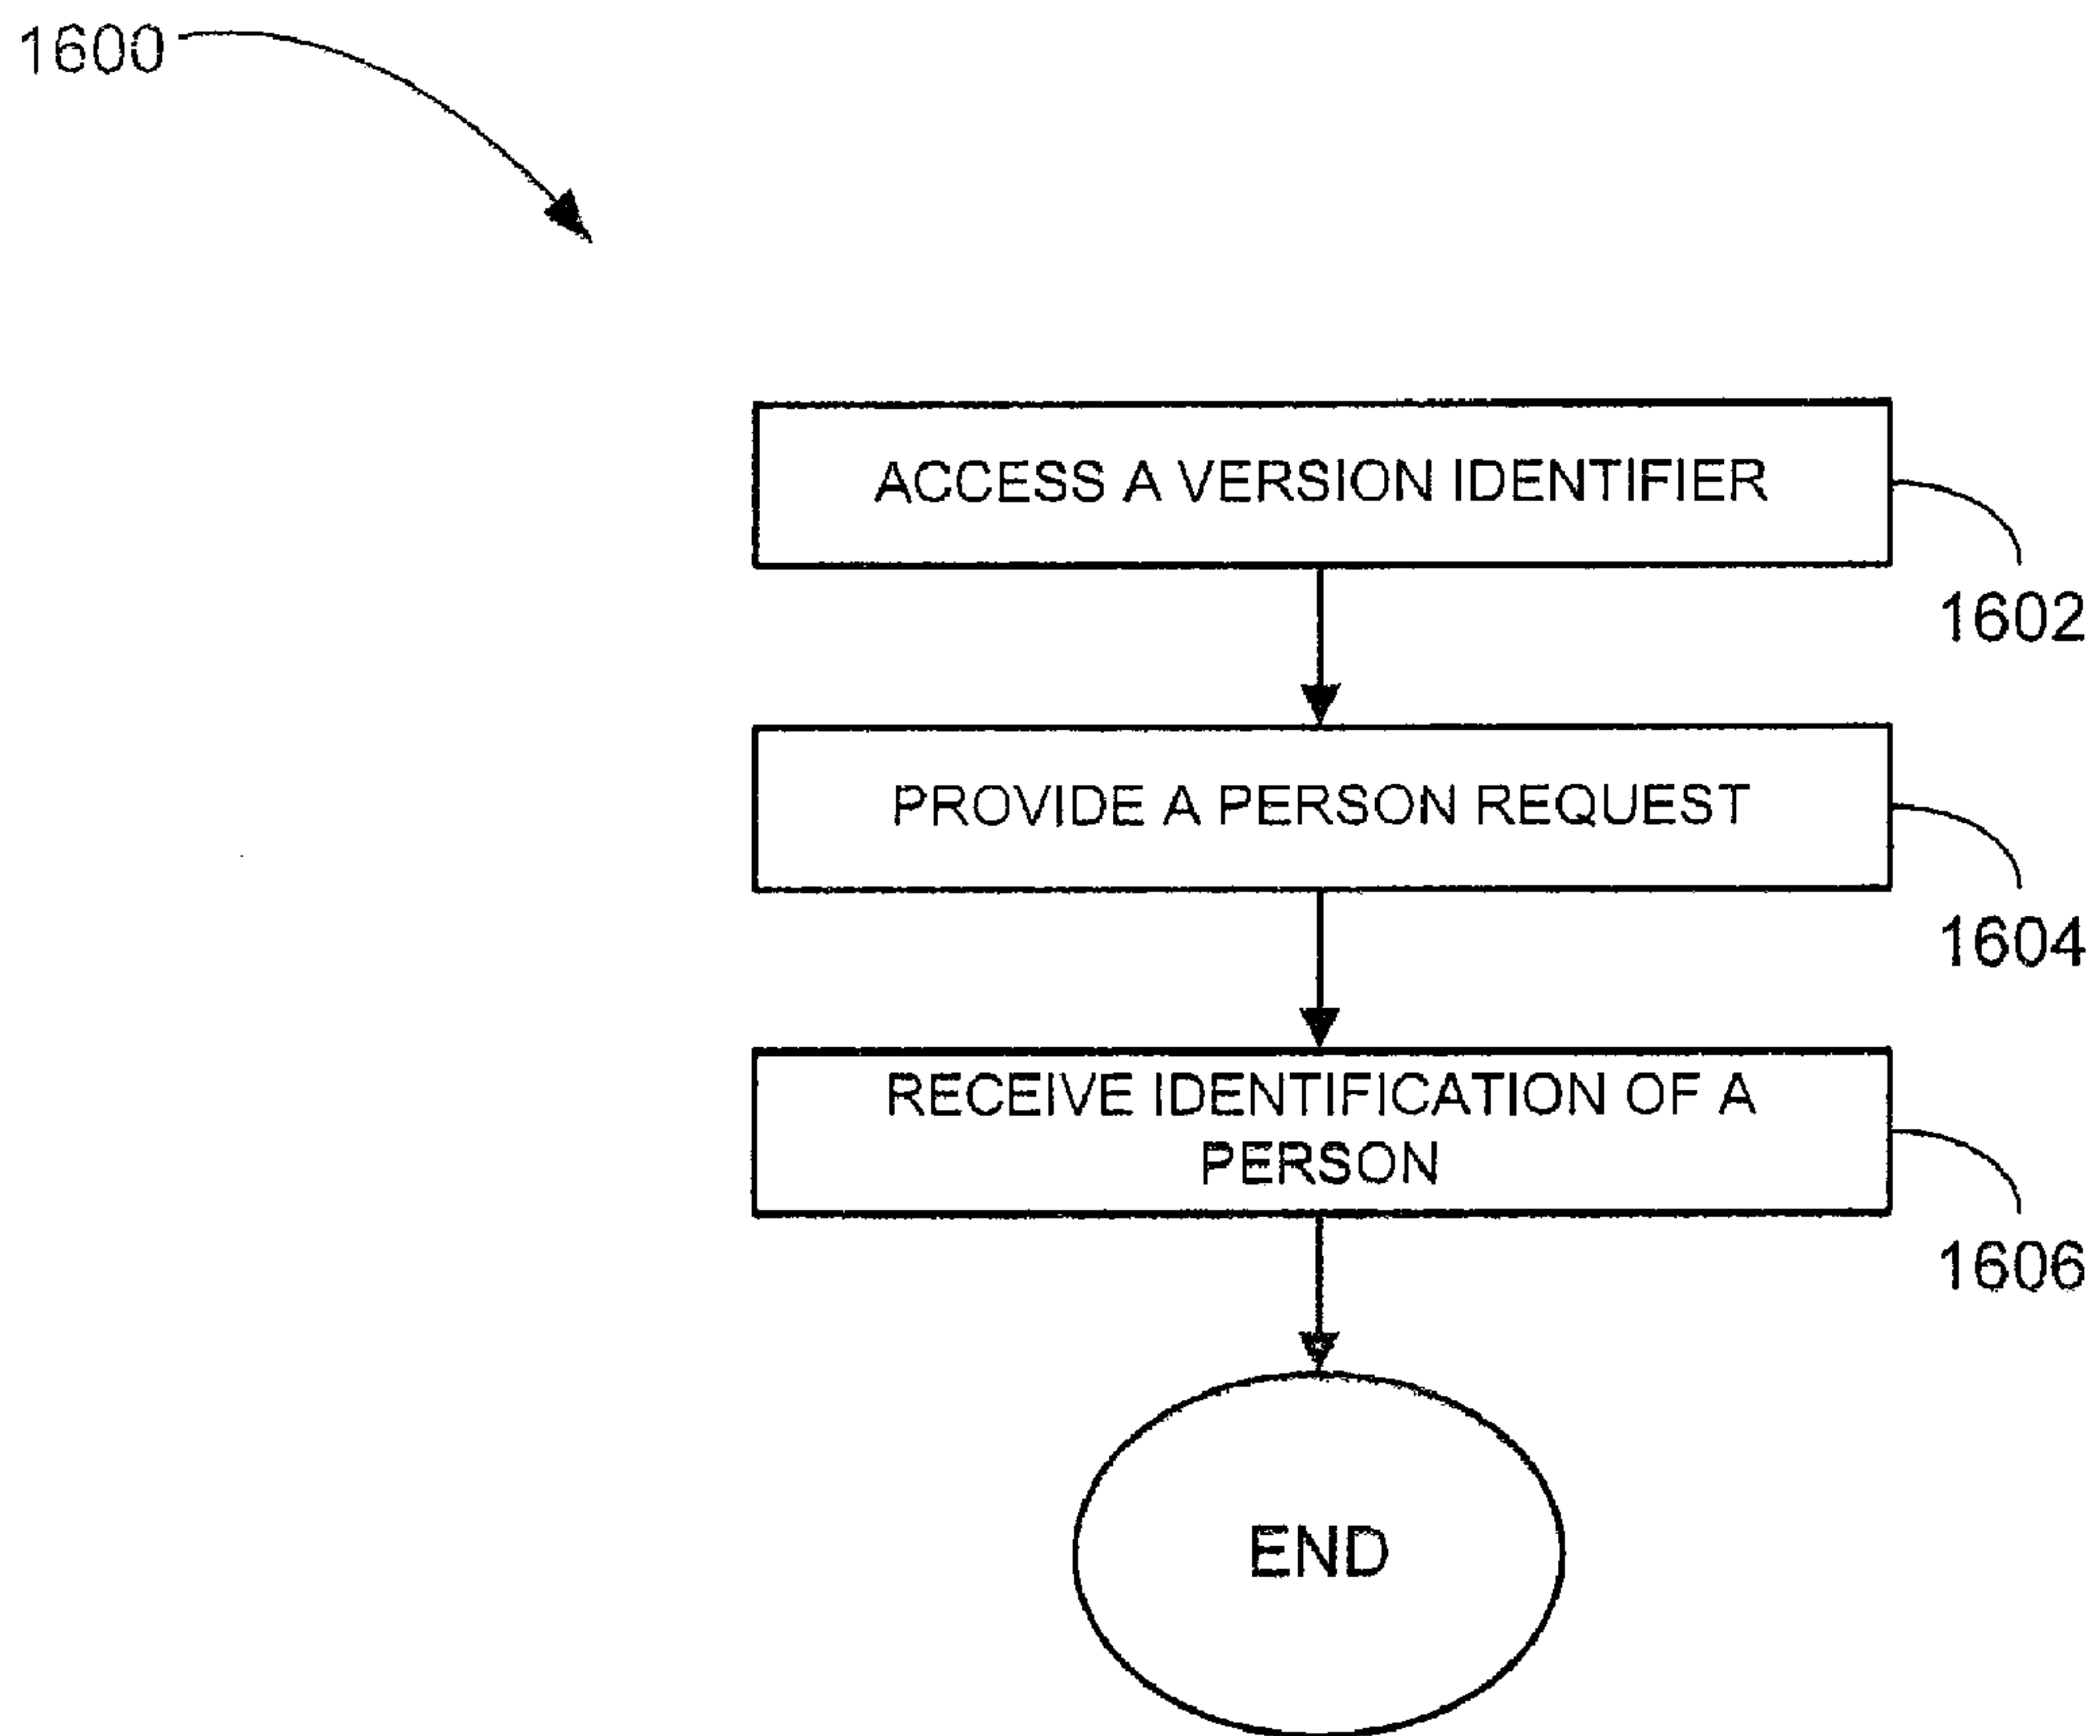 1600
ACCESS A VERSION IDENTIFIER
1602
PROVIDE A PERSON REQUEST
1604
RECEIVE IDENTIFICATION OF A
PERSON
1606
END